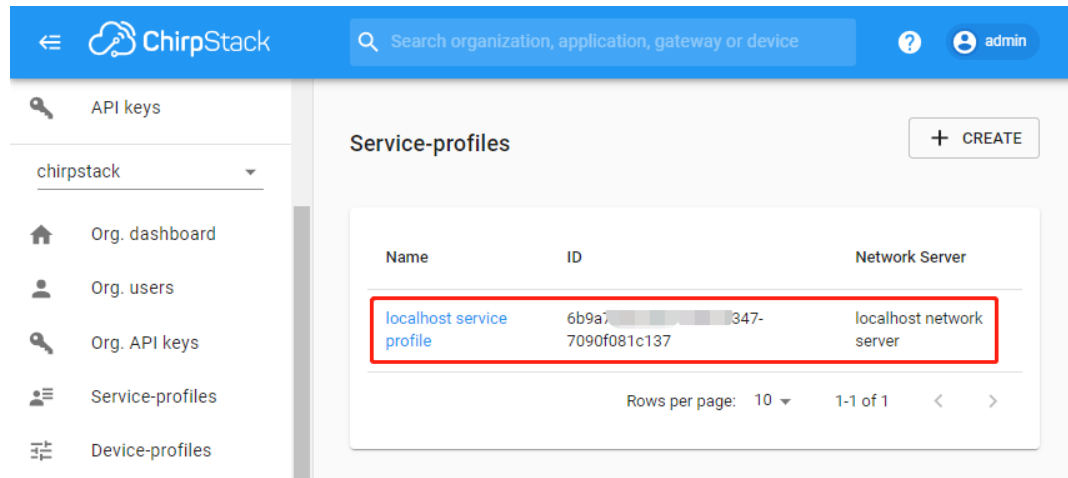 ChirpStack
Search organization, application, gateway or device
?
admin
API keys
chirpstack
Org. dashboard
Org. users
Org. API keys
Service-profiles
Device-profiles
Service-profiles
+ CREATE
Name ID Network Server
localhost service 6b9a 347- localhost network
profile 7090f081c137 server
Rows per page: 10 1-1 of 1